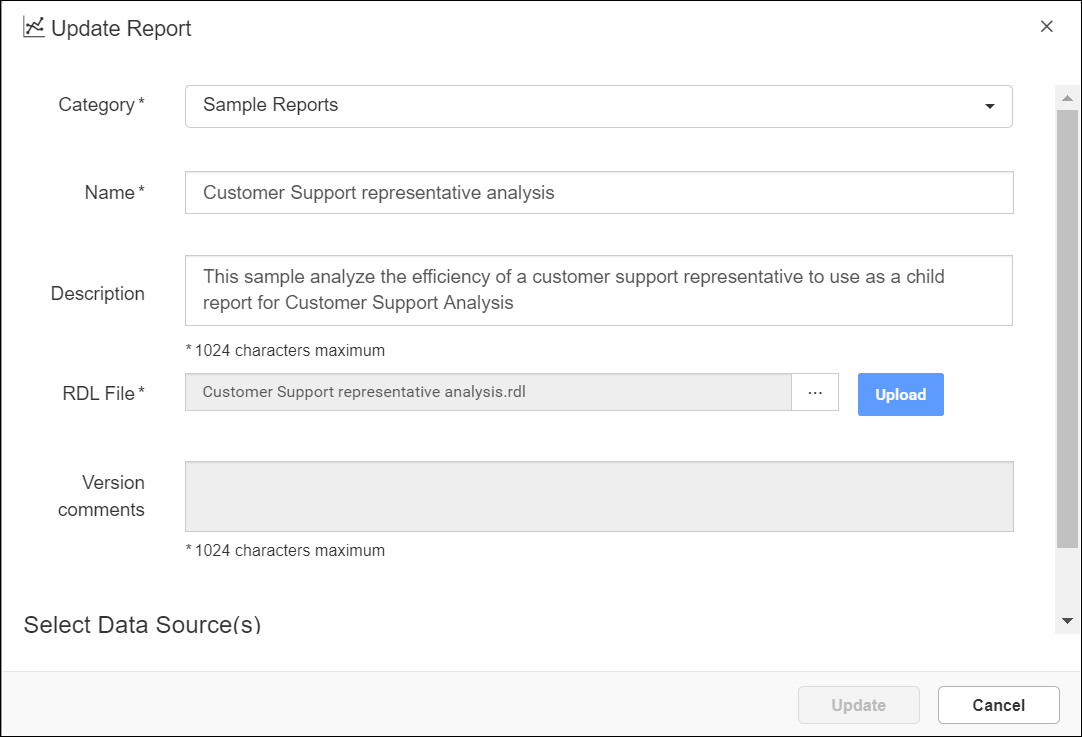 Update Report
Category*
Sample Reports
Name*
Customer Support representative analysis
Description
This sample analyze the efficiency of a customer support representative to use as a child
report for Customer Support Analysis
* 1024 characters maximum
RDL File*
Customer Support representative analysis.rdl
...
Upload
Version
comments
* 1024 characters maximum
Select Data Source(s)
Update
Cancel